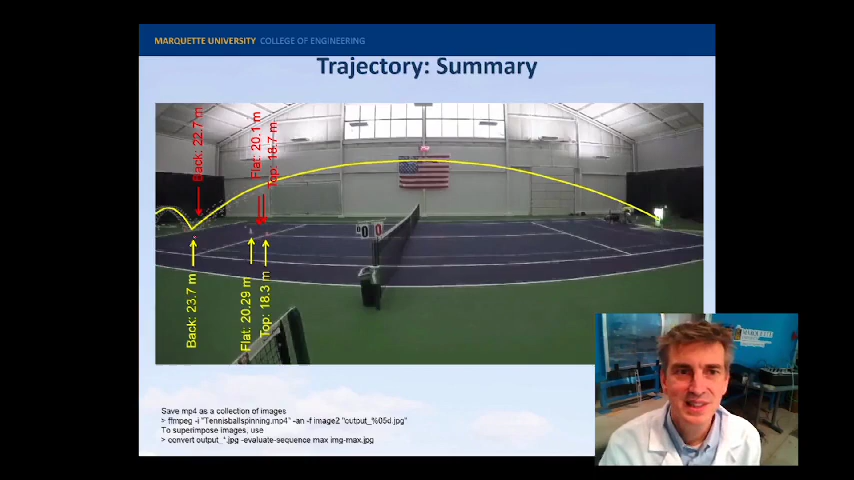 MARQUETTE UNIVERSITY COLLEGE OF ENGINEERING
Trajectory: Summary
Back: 22.7 m
Flat: 20.1 m
Top: 18.7 m
0 0
Back: 23.7 m
Flat: 20.29 m
Top: 18.3 m
Save mp4 as a collection of images
> ffmpeg -i "Tennisballspinning.mp4" -an -f image2 "output_%05d.jpg"
To superimpose images, use
> convert output_*.jpg -evaluate-sequence max img-max.jpg